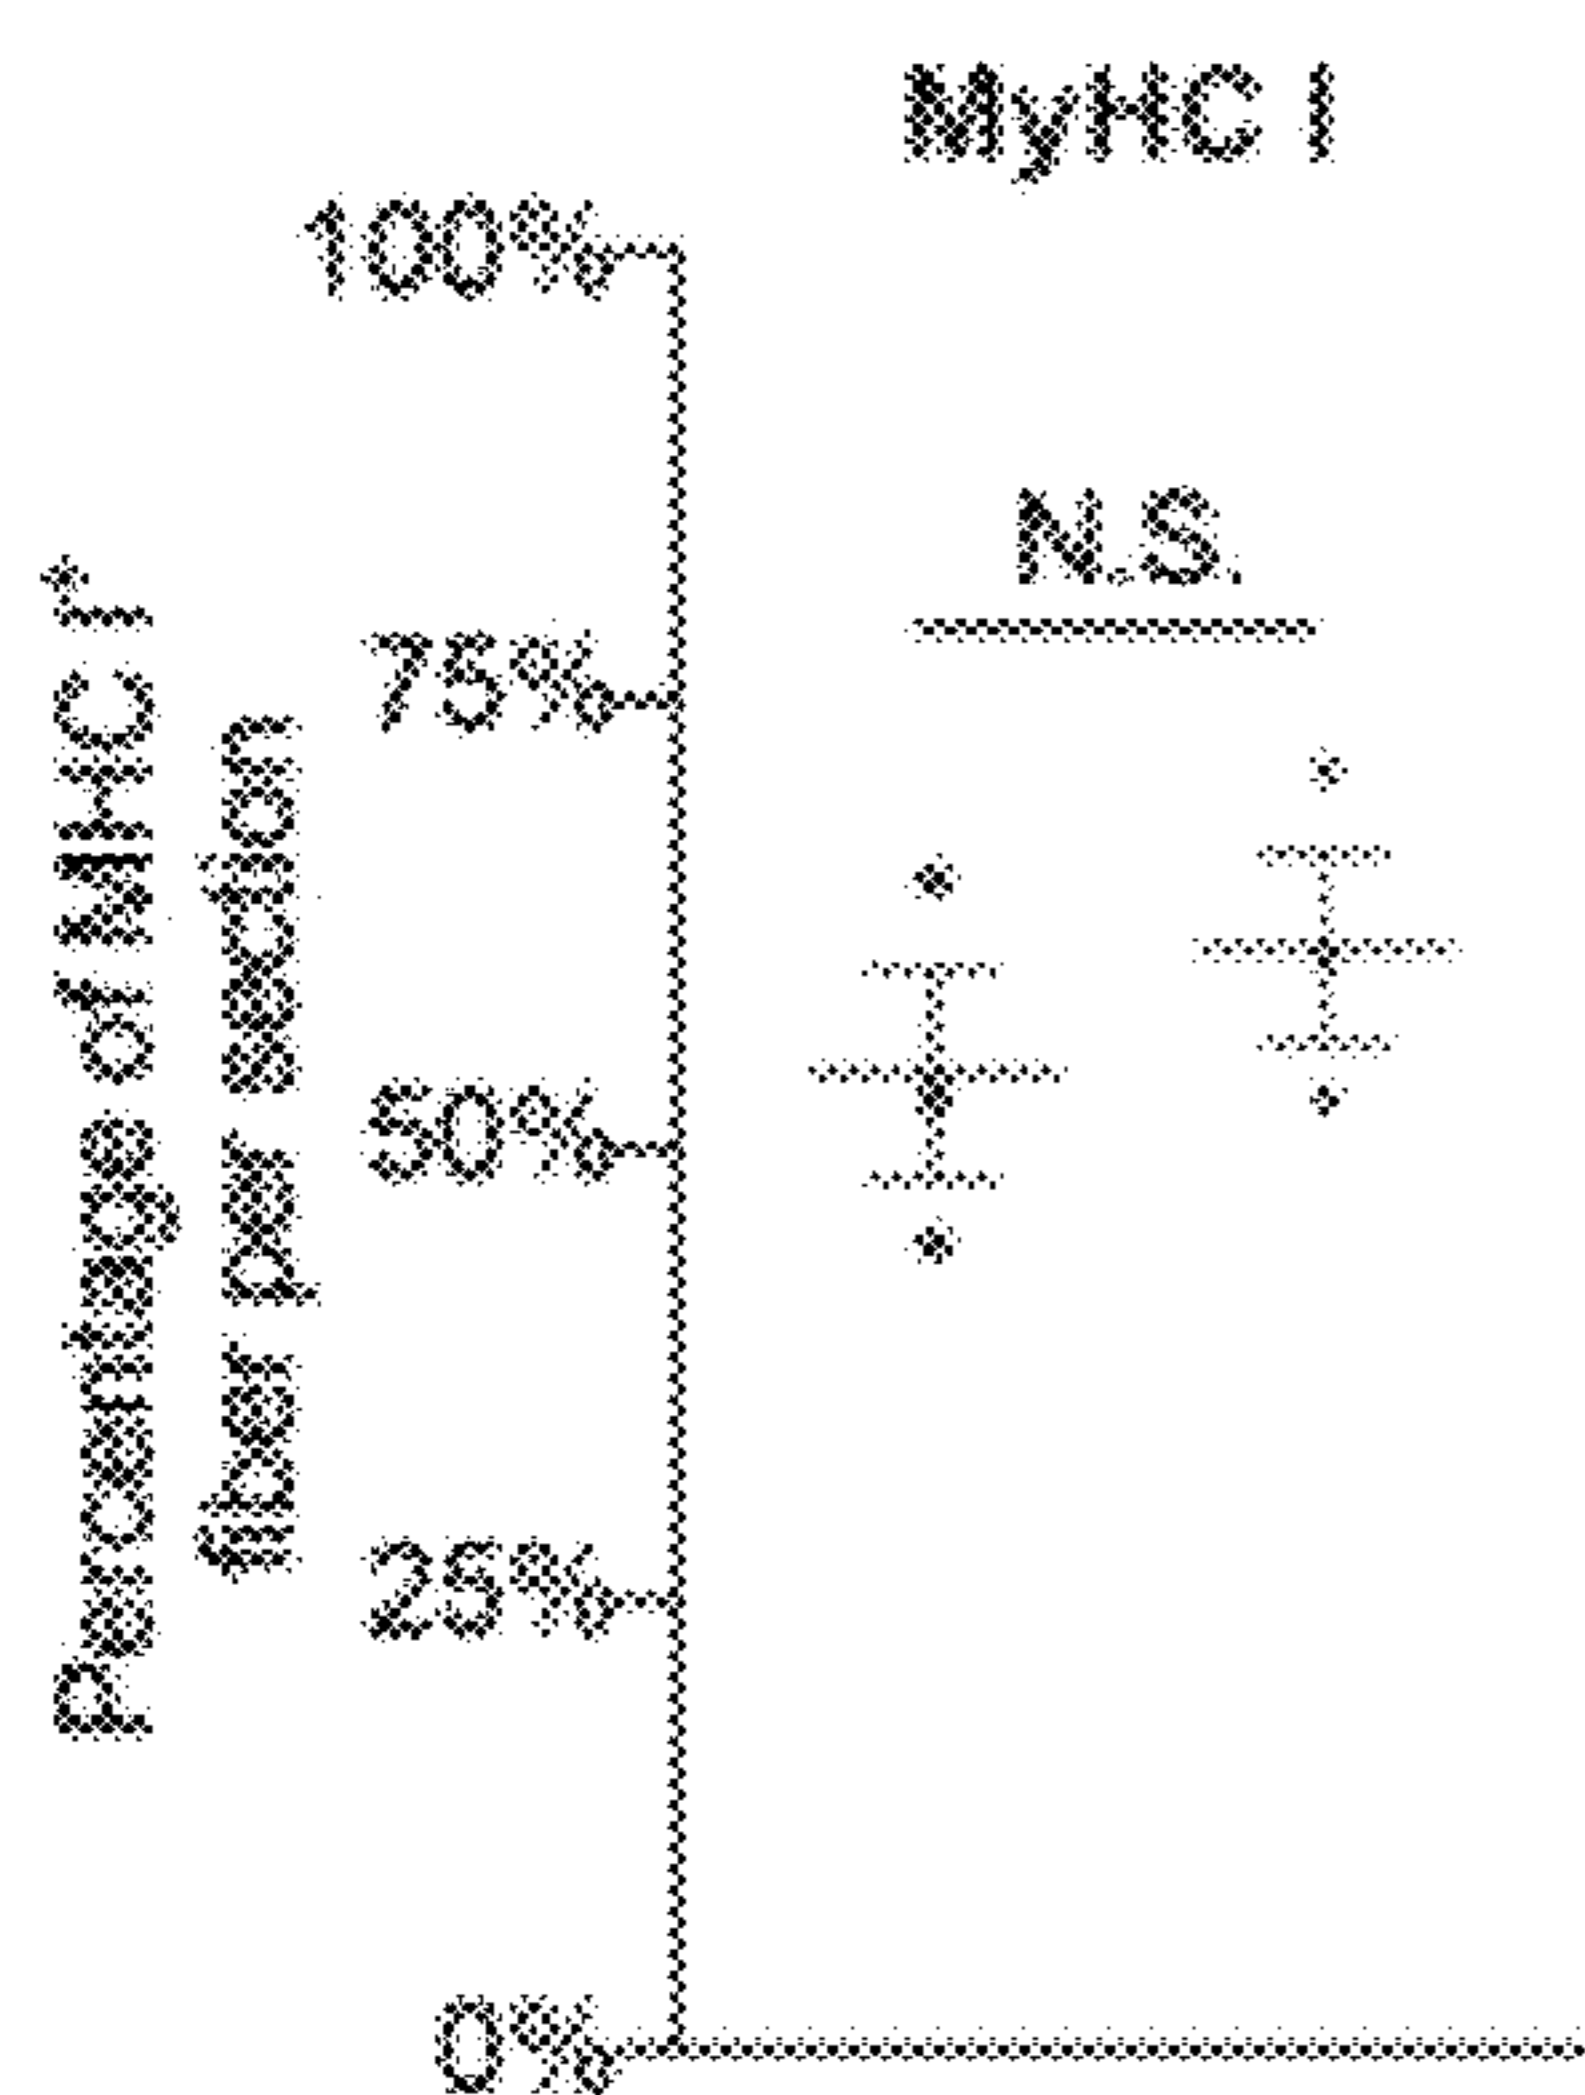 MyHC I
100%
N.S.
75%
50%
25%
0%
Percentage of MHC I⁺
fiber per section